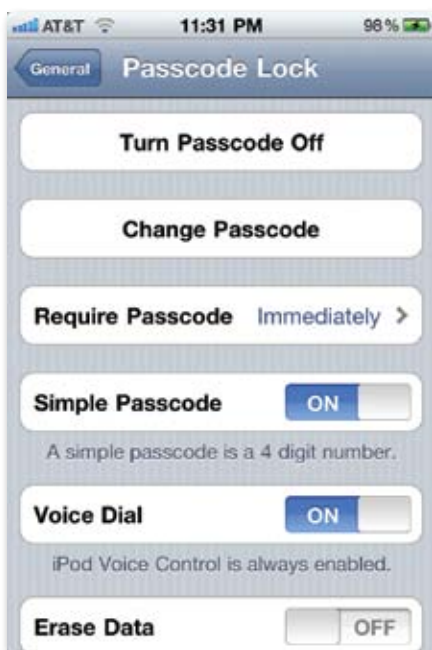 AT&T 11:31 PM 98%
General Passcode Lock
Turn Passcode Off
Change Passcode
Require Passcode Immediately
Simple Passcode ON
A simple passcode is a 4 digit number.
Voice Dial ON
iPod Voice Control is always enabled.
Erase Data OFF